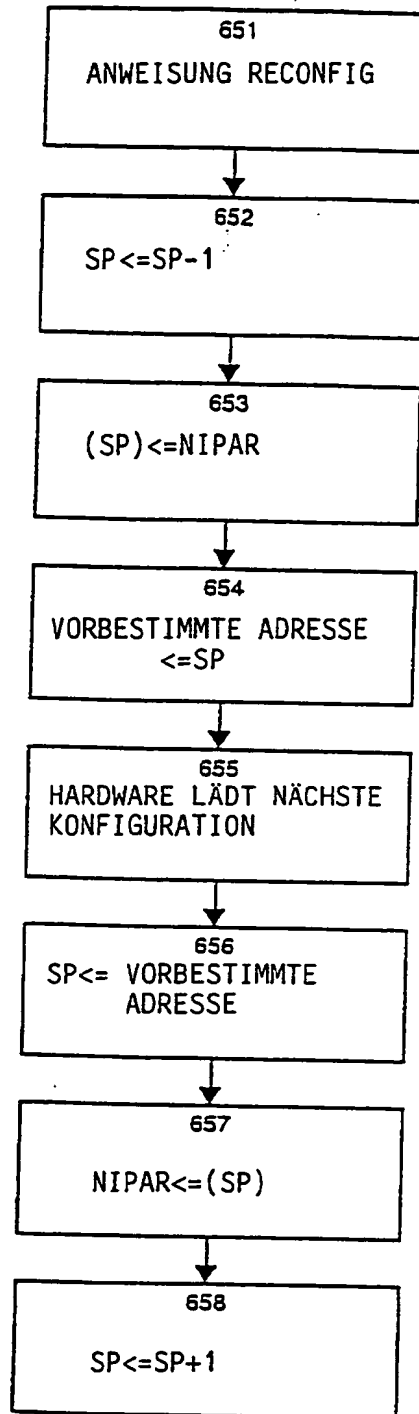 651
ANWEISUNG RECONFIG
652
SP<=SP-1
653
(SP)<=NIPAR
654
VORBESTIMMTE ADRESSE
<=SP
655
HARDWARE LÄDT NÄCHSTE
KONFIGURATION
656
SP<= VORBESTIMMTE
ADRESSE
657
NIPAR<=(SP)
658
SP<=SP+1